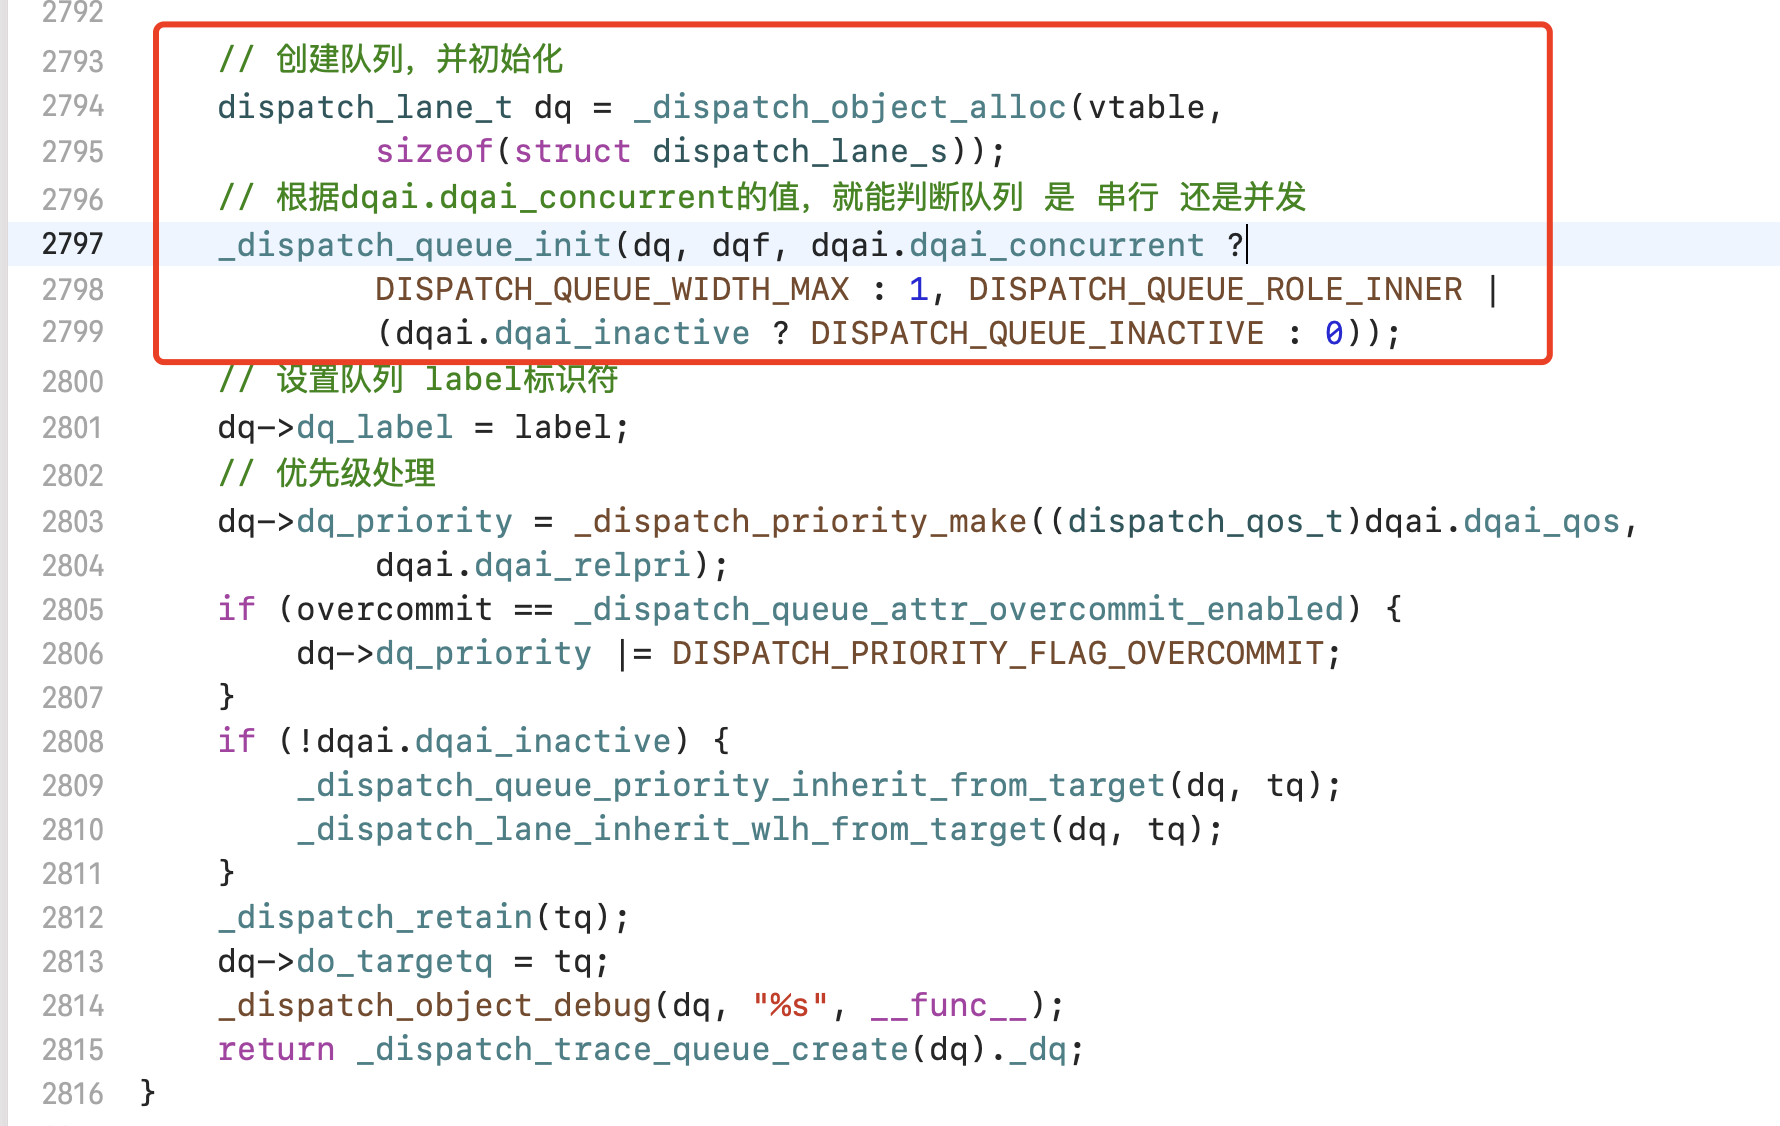 2792
2793 // 创建队列，并初始化
2794 dispatch_lane_t dq = _dispatch_object_alloc(vtable,
2795 sizeof(struct dispatch_lane_s));
2796 // 根据dqai.dqai_concurrent的值，就能判断队列 是 串行 还是并发
2797 _dispatch_queue_init(dq, dqf, dqai.dqai_concurrent ?
2798 DISPATCH_QUEUE_WIDTH_MAX : 1, DISPATCH_QUEUE_ROLE_INNER |
2799 (dqai.dqai_inactive ? DISPATCH_QUEUE_INACTIVE : 0));
2800 // 设置队列 label标识符
2801 dq->dq_label = label;
2802 // 优先级处理
2803 dq->dq_priority = _dispatch_priority_make((dispatch_qos_t)dqai.dqai_qos,
2804 dqai.dqai_relpri);
2805 if (overcommit == _dispatch_queue_attr_overcommit_enabled) {
2806 dq->dq_priority |= DISPATCH_PRIORITY_FLAG_OVERCOMMIT;
2807 }
2808 if (!dqai.dqai_inactive) {
2809 _dispatch_queue_priority_inherit_from_target(dq, tq);
2810 _dispatch_lane_inherit_wlh_from_target(dq, tq);
2811 }
2812 _dispatch_retain(tq);
2813 dq->do_targetq = tq;
2814 _dispatch_object_debug(dq, "%s", __func__);
2815 return _dispatch_trace_queue_create(dq)._dq;
2816 }